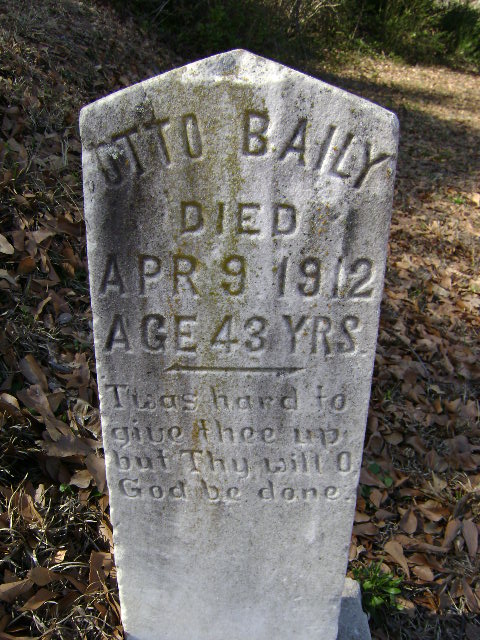 OTTO BAILY
DIED
APR 9 1912
AGE 43 YRS.
Twas hard to
give thee up
but Thy will O
God be done.